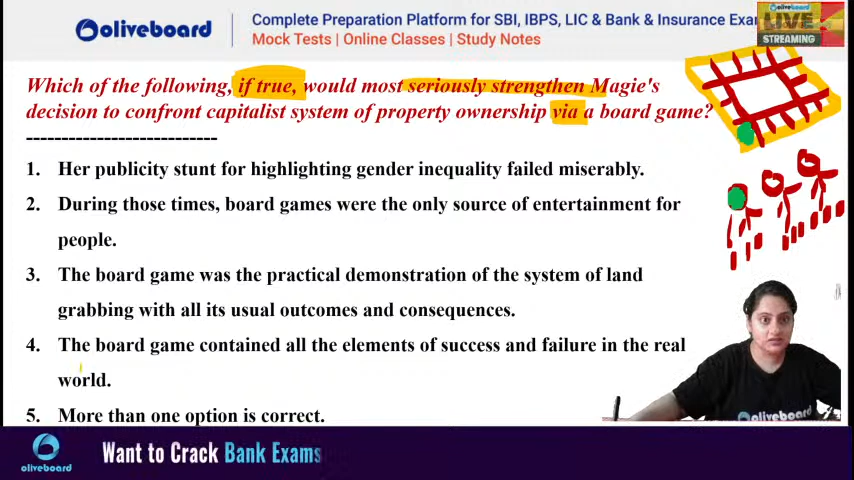 oliveboard
Complete Preparation Platform for SBI, IBPS, LIC & Bank & Insurance Exa
Mock Tests | Online Classes | Study Notes
oliveboard
LIVE
STREAMING
Which of the following, if true, would most seriously strengthen Magie's
decision to confront capitalist system of property ownership via a board game?
---------------------------
1. Her publicity stunt for highlighting gender inequality failed miserably.
2. During those times, board games were the only source of entertainment for
people.
3. The board game was the practical demonstration of the system of land
grabbing with all its usual outcomes and consequences.
4. The board game contained all the elements of success and failure in the real
world.
5. More than one option is correct.
oliveboard
oliveboard
Want to Crack Bank Exams